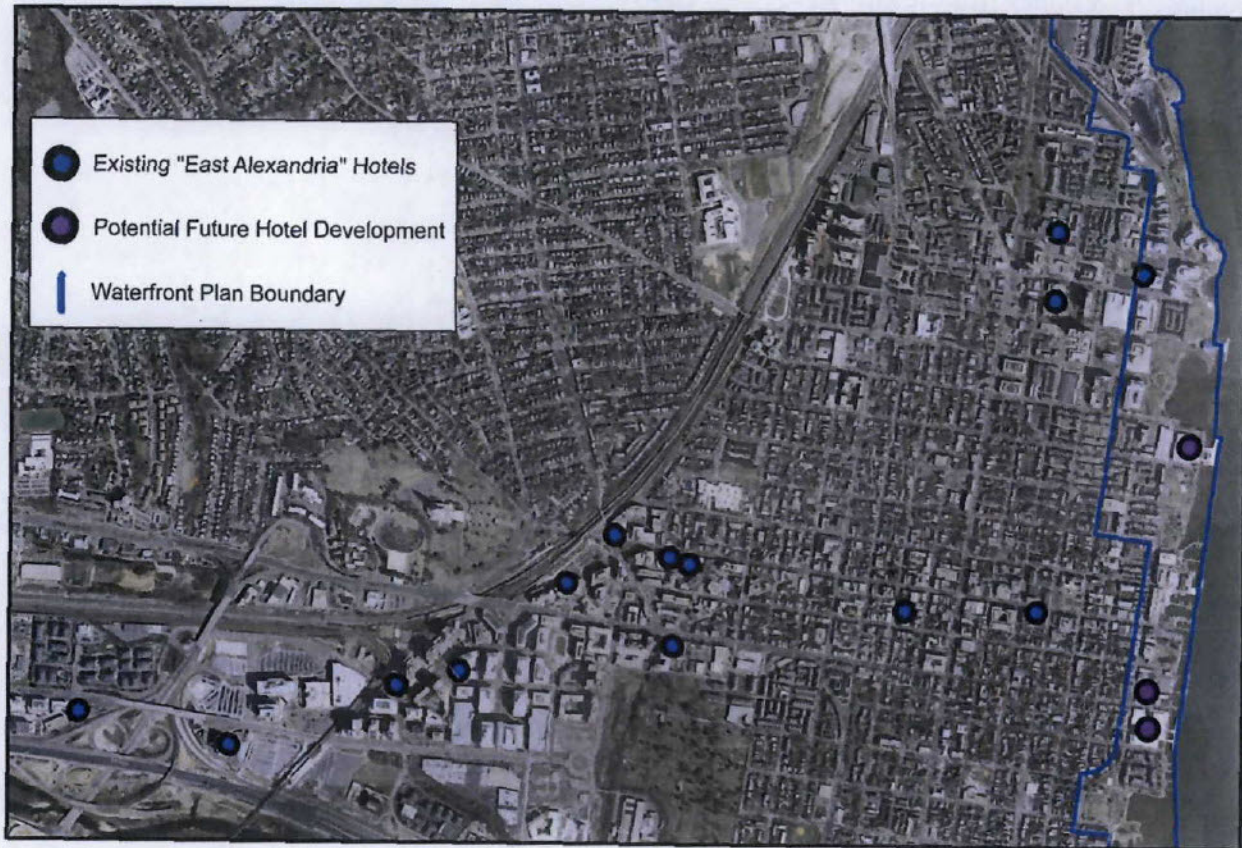 Existing "East Alexandria" Hotels
Potential Future Hotel Development
Waterfront Plan Boundary